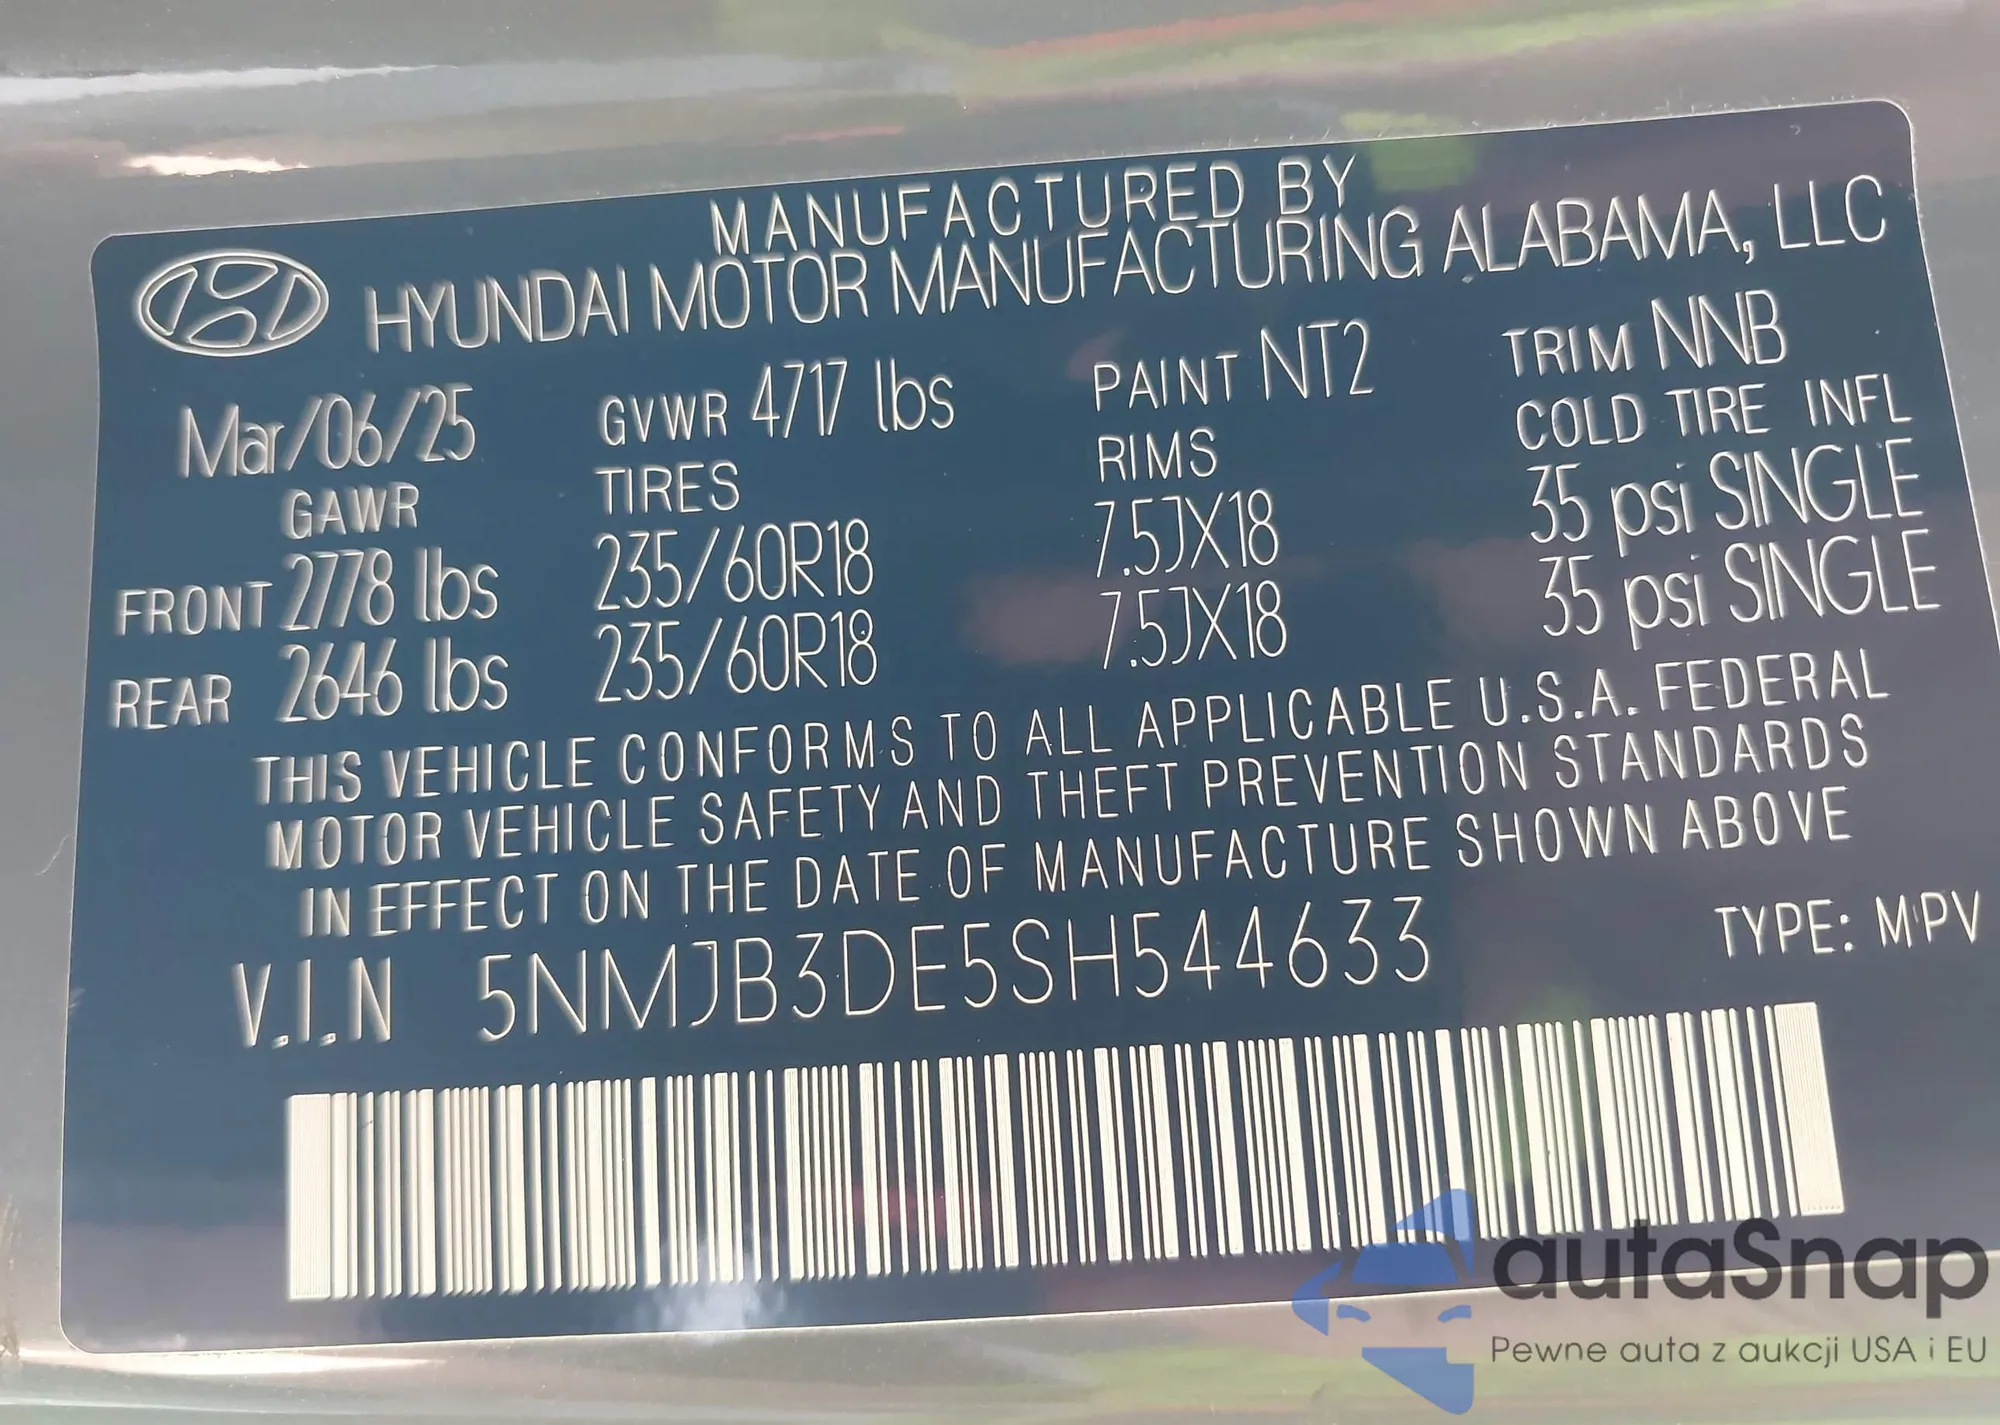 MANUFACTURED BY
HYUNDAI MOTOR MANUFACTURING ALABAMA, LLC
Mar/06/25 GVWR 4717 lbs PAINT NT2 TRIM NNB
GAWR TIRES RIMS COLD TIRE INFL
FRONT 2778 lbs 235/60R18 7.5JX18 35 psi SINGLE
REAR 2646 lbs 235/60R18 7.5JX18 35 psi SINGLE
THIS VEHICLE CONFORMS TO ALL APPLICABLE U.S.A. FEDERAL
MOTOR VEHICLE SAFETY AND THEFT PREVENTION STANDARDS
IN EFFECT ON THE DATE OF MANUFACTURE SHOWN ABOVE
V.I.N 5NMJB3DE5SH544633 TYPE: MPV
autaSnap
Pewne auta z aukcji USA i EU